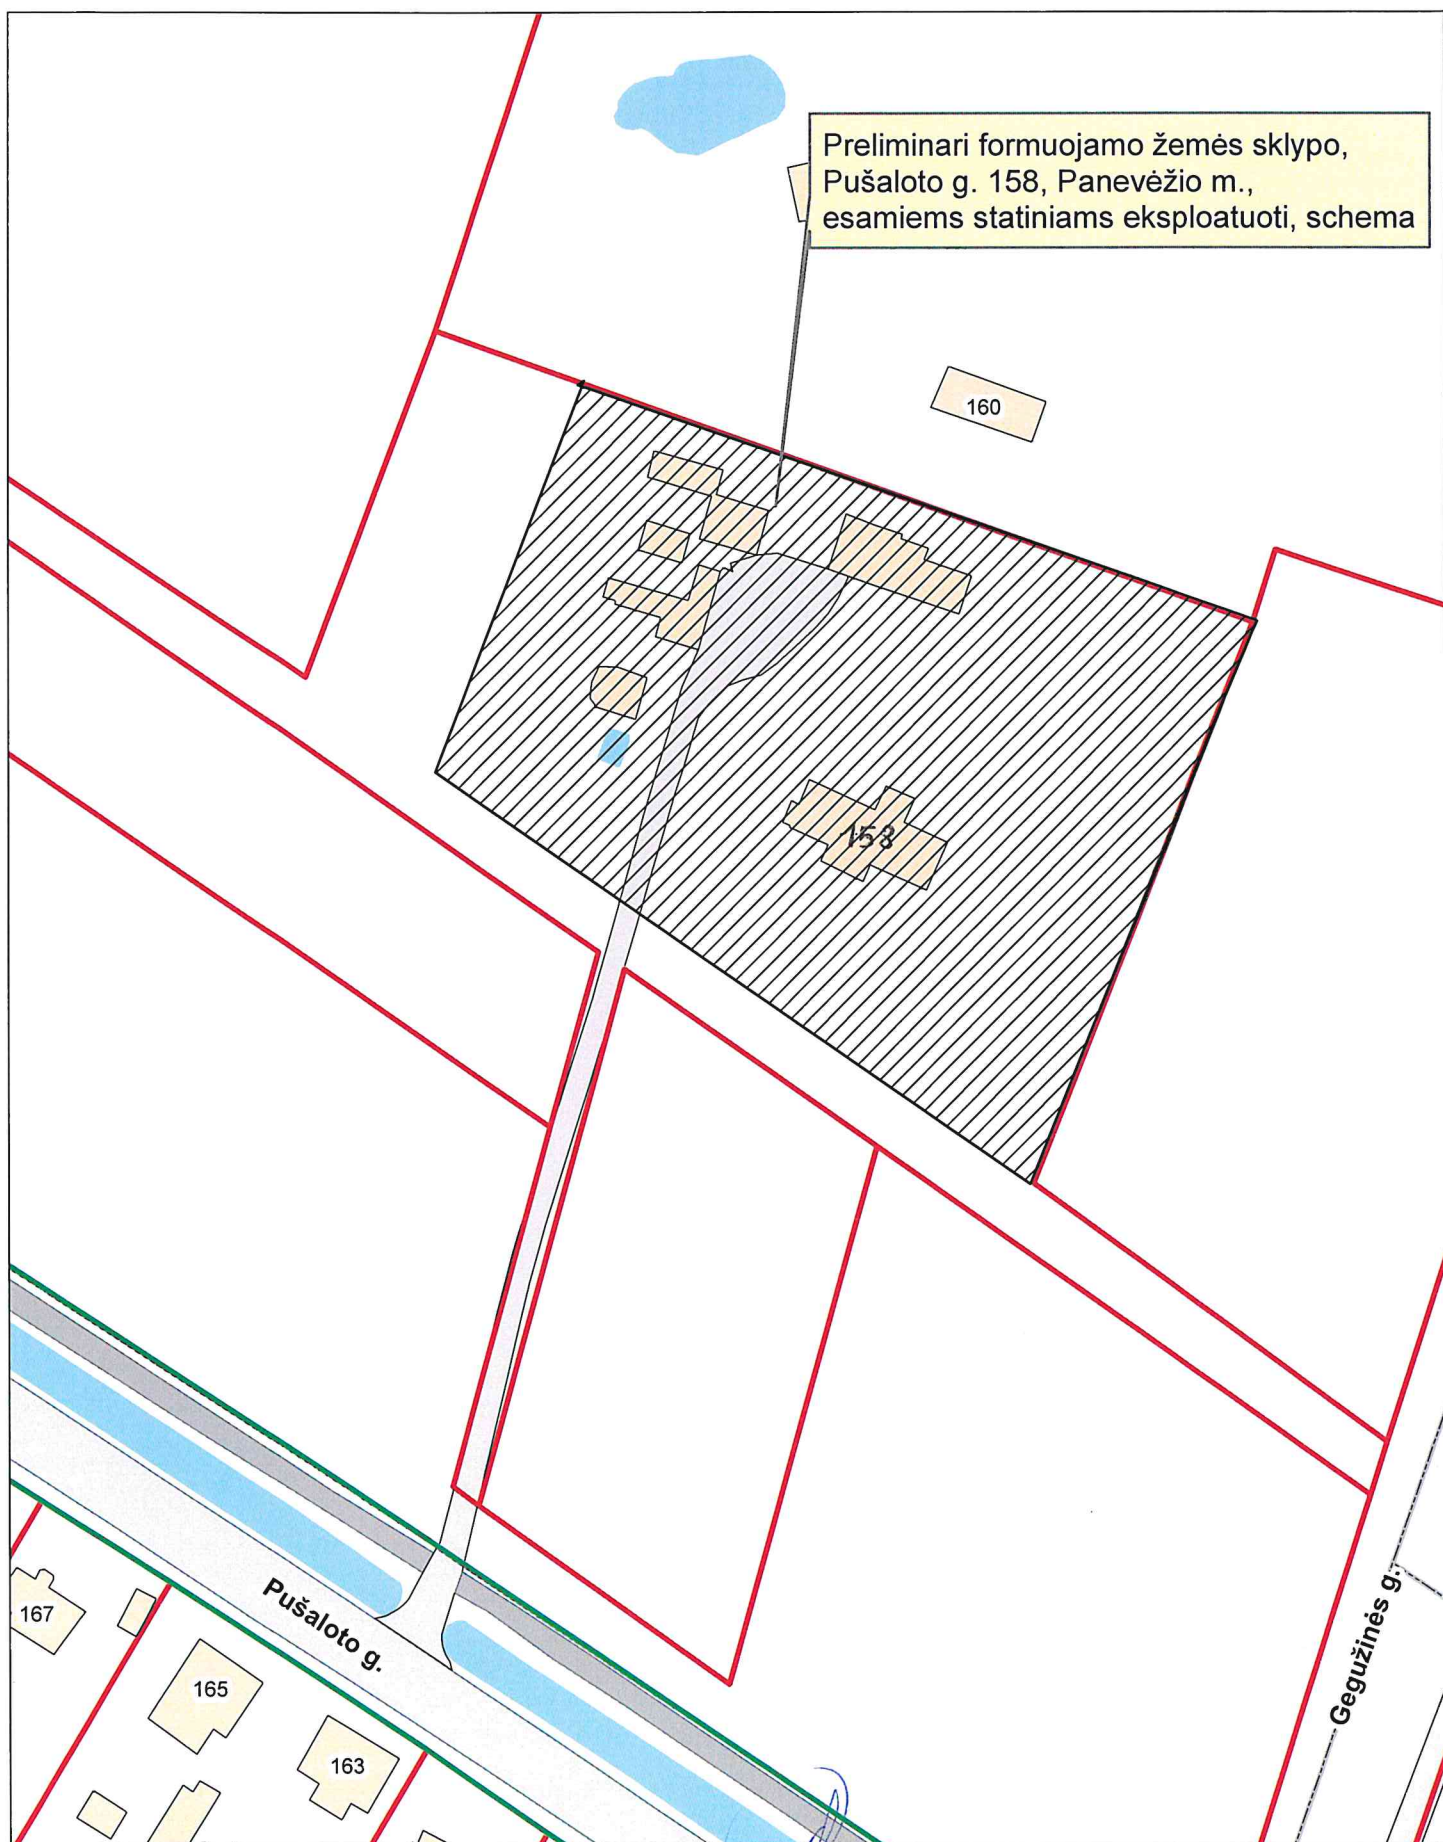 Preliminari formuojamo žemės sklypo,
Pušaloto g. 158, Panevėžio m.,
esamiems statiniams eksploatuoti, schema
160
158
167
165
163
Pušaloto g.
Gegužinės g.